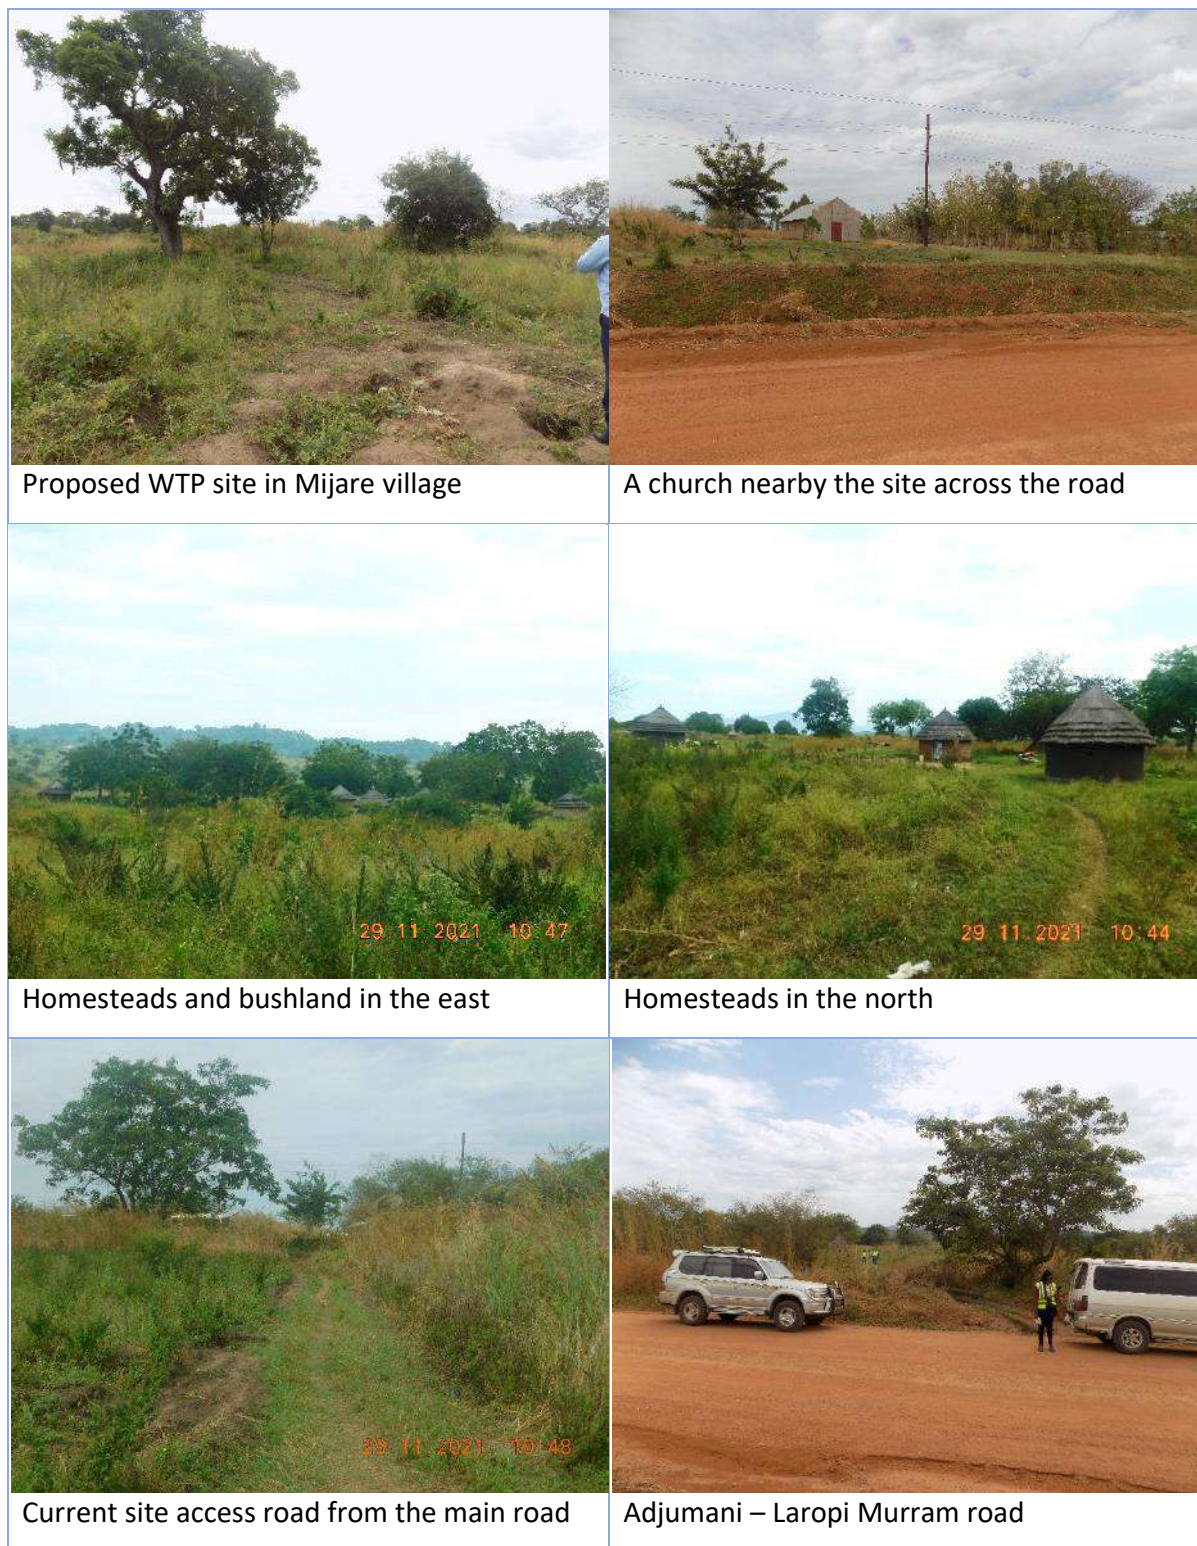 Proposed WTP site in Mijare village
A church nearby the site across the road
29 11 2021 10:47
29 11 2021 10:44
Homesteads and bushland in the east
Homesteads in the north
29 11 2021 10:48
Current site access road from the main road
Adjumani – Laropi Murram road